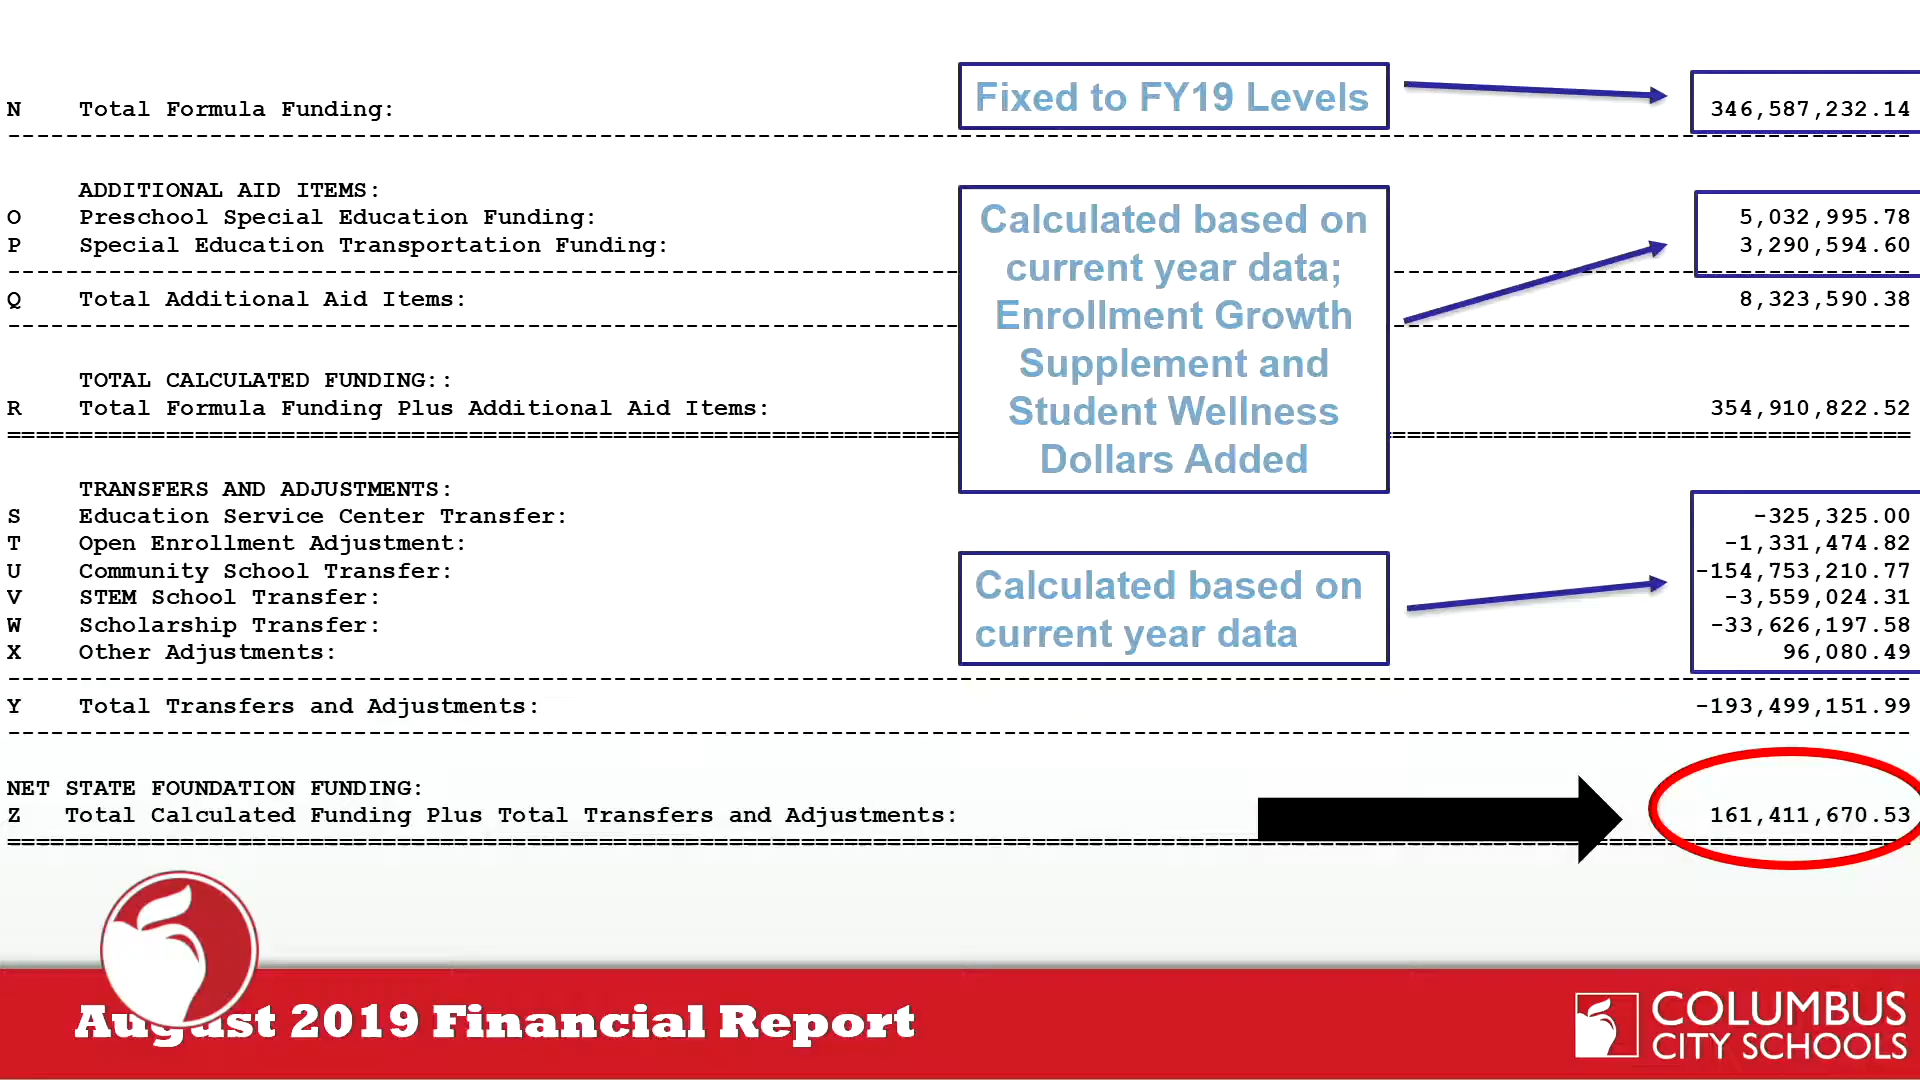 Fixed to FY19 Levels
N Total Formula Funding: 346,587,232.14
ADDITIONAL AID ITEMS:
O Preschool Special Education Funding: 5,032,995.78
P Special Education Transportation Funding: 3,290,594.60
Q Total Additional Aid Items: 8,323,590.38
Calculated based on
current year data;
Enrollment Growth
Supplement and
Student Wellness
Dollars Added
TOTAL CALCULATED FUNDING::
R Total Formula Funding Plus Additional Aid Items: 354,910,822.52
TRANSFERS AND ADJUSTMENTS:
S Education Service Center Transfer: -325,325.00
T Open Enrollment Adjustment: -1,331,474.82
U Community School Transfer: -154,753,210.77
V STEM School Transfer: -3,559,024.31
W Scholarship Transfer: -33,626,197.58
X Other Adjustments: 96,080.49
Calculated based on
current year data
Y Total Transfers and Adjustments: -193,499,151.99
NET STATE FOUNDATION FUNDING:
Z Total Calculated Funding Plus Total Transfers and Adjustments: 161,411,670.53
August 2019 Financial Report
COLUMBUS
CITY SCHOOLS